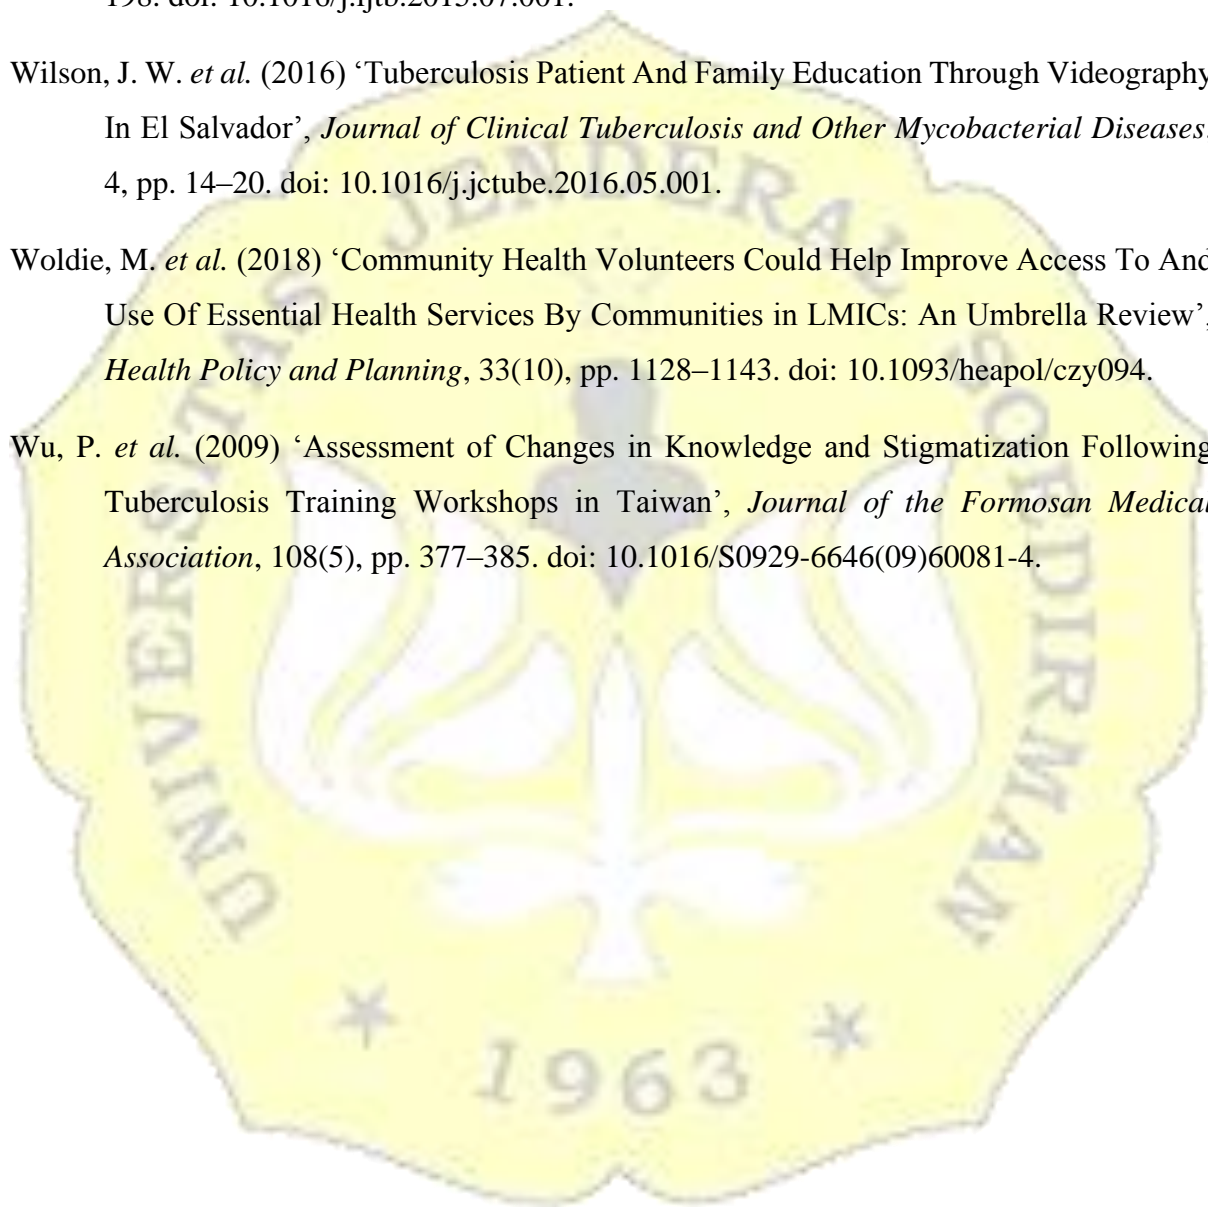 198. doi: 10.1016/j.ijtb.2015.07.001.
Wilson, J. W. et al. (2016) ‘Tuberculosis Patient And Family Education Through Videography
In El Salvador’, Journal of Clinical Tuberculosis and Other Mycobacterial Diseases.
4, pp. 14–20. doi: 10.1016/j.jctube.2016.05.001.
Woldie, M. et al. (2018) ‘Community Health Volunteers Could Help Improve Access To And
Use Of Essential Health Services By Communities in LMICs: An Umbrella Review’,
Health Policy and Planning, 33(10), pp. 1128–1143. doi: 10.1093/heapol/czy094.
Wu, P. et al. (2009) ‘Assessment of Changes in Knowledge and Stigmatization Following
Tuberculosis Training Workshops in Taiwan’, Journal of the Formosan Medical
Association, 108(5), pp. 377–385. doi: 10.1016/S0929-6646(09)60081-4.
UNIVERSITAS JENDERAL SOEDIRMAN
1963